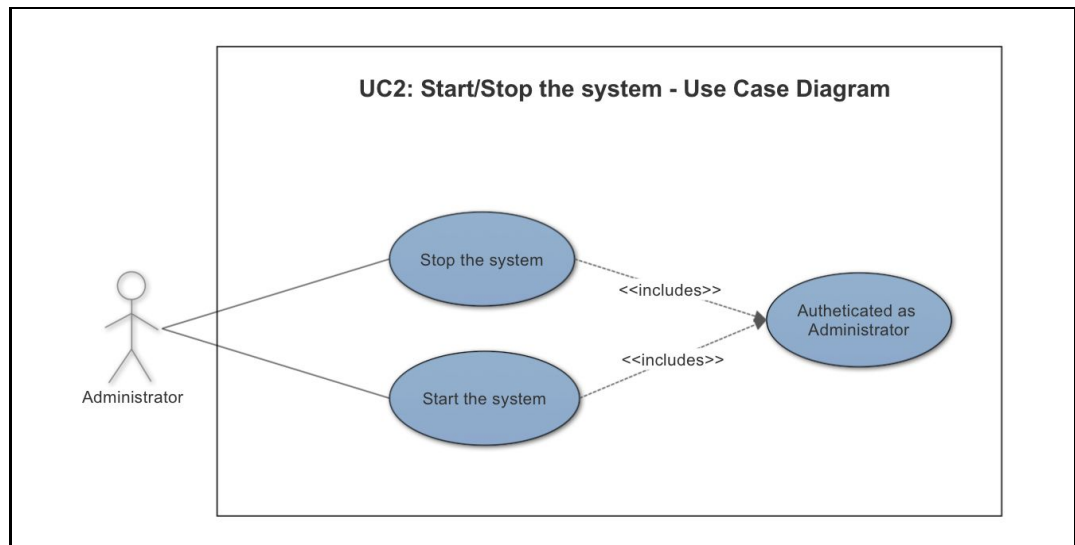 UC2: Start/Stop the system - Use Case Diagram
Stop the system
<<includes>>
Autheticated as
Administrator
<<includes>>
Start the system
Administrator